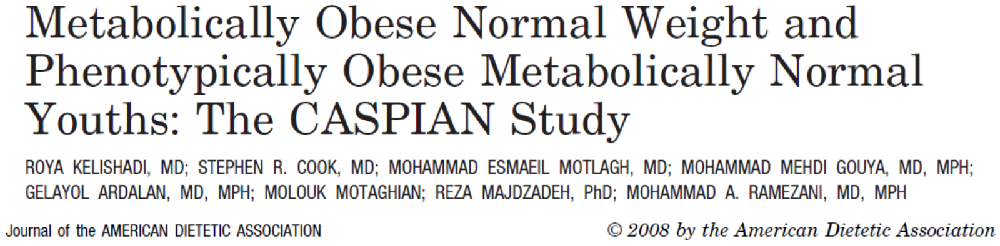 Metabolically Obese Normal Weight and
Phenotypically Obese Metabolically Normal
Youths: The CASPIAN Study
ROYA KELISHADI, MD; STEPHEN R. COOK, MD; MOHAMMAD ESMAEIL MOTLAGH, MD; MOHAMMAD MEHDI GOUYA, MD, MPH;
GELAYOL ARDALAN, MD, MPH; MOLOUK MOTAGHIAN; REZA MAJDZADEH, PhD; MOHAMMAD A. RAMEZANI, MD, MPH
Journal of the AMERICAN DIETETIC ASSOCIATION © 2008 by the American Dietetic Association